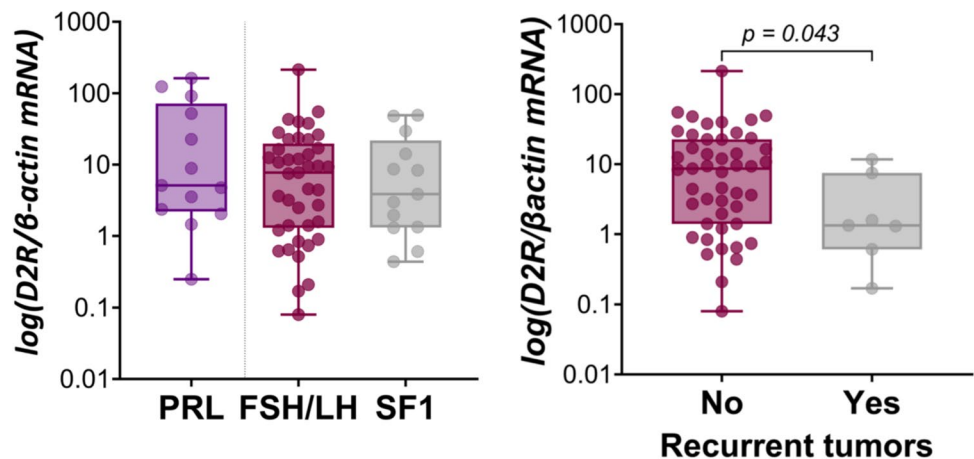 log(D2R/β-actin mRNA)
1000
100
10
1
0.1
0.01
PRL FSH/LH SF1
log(D2R/βactin mRNA)
1000
100
10
1
0.1
0.01
p = 0.043
No Yes
Recurrent tumors